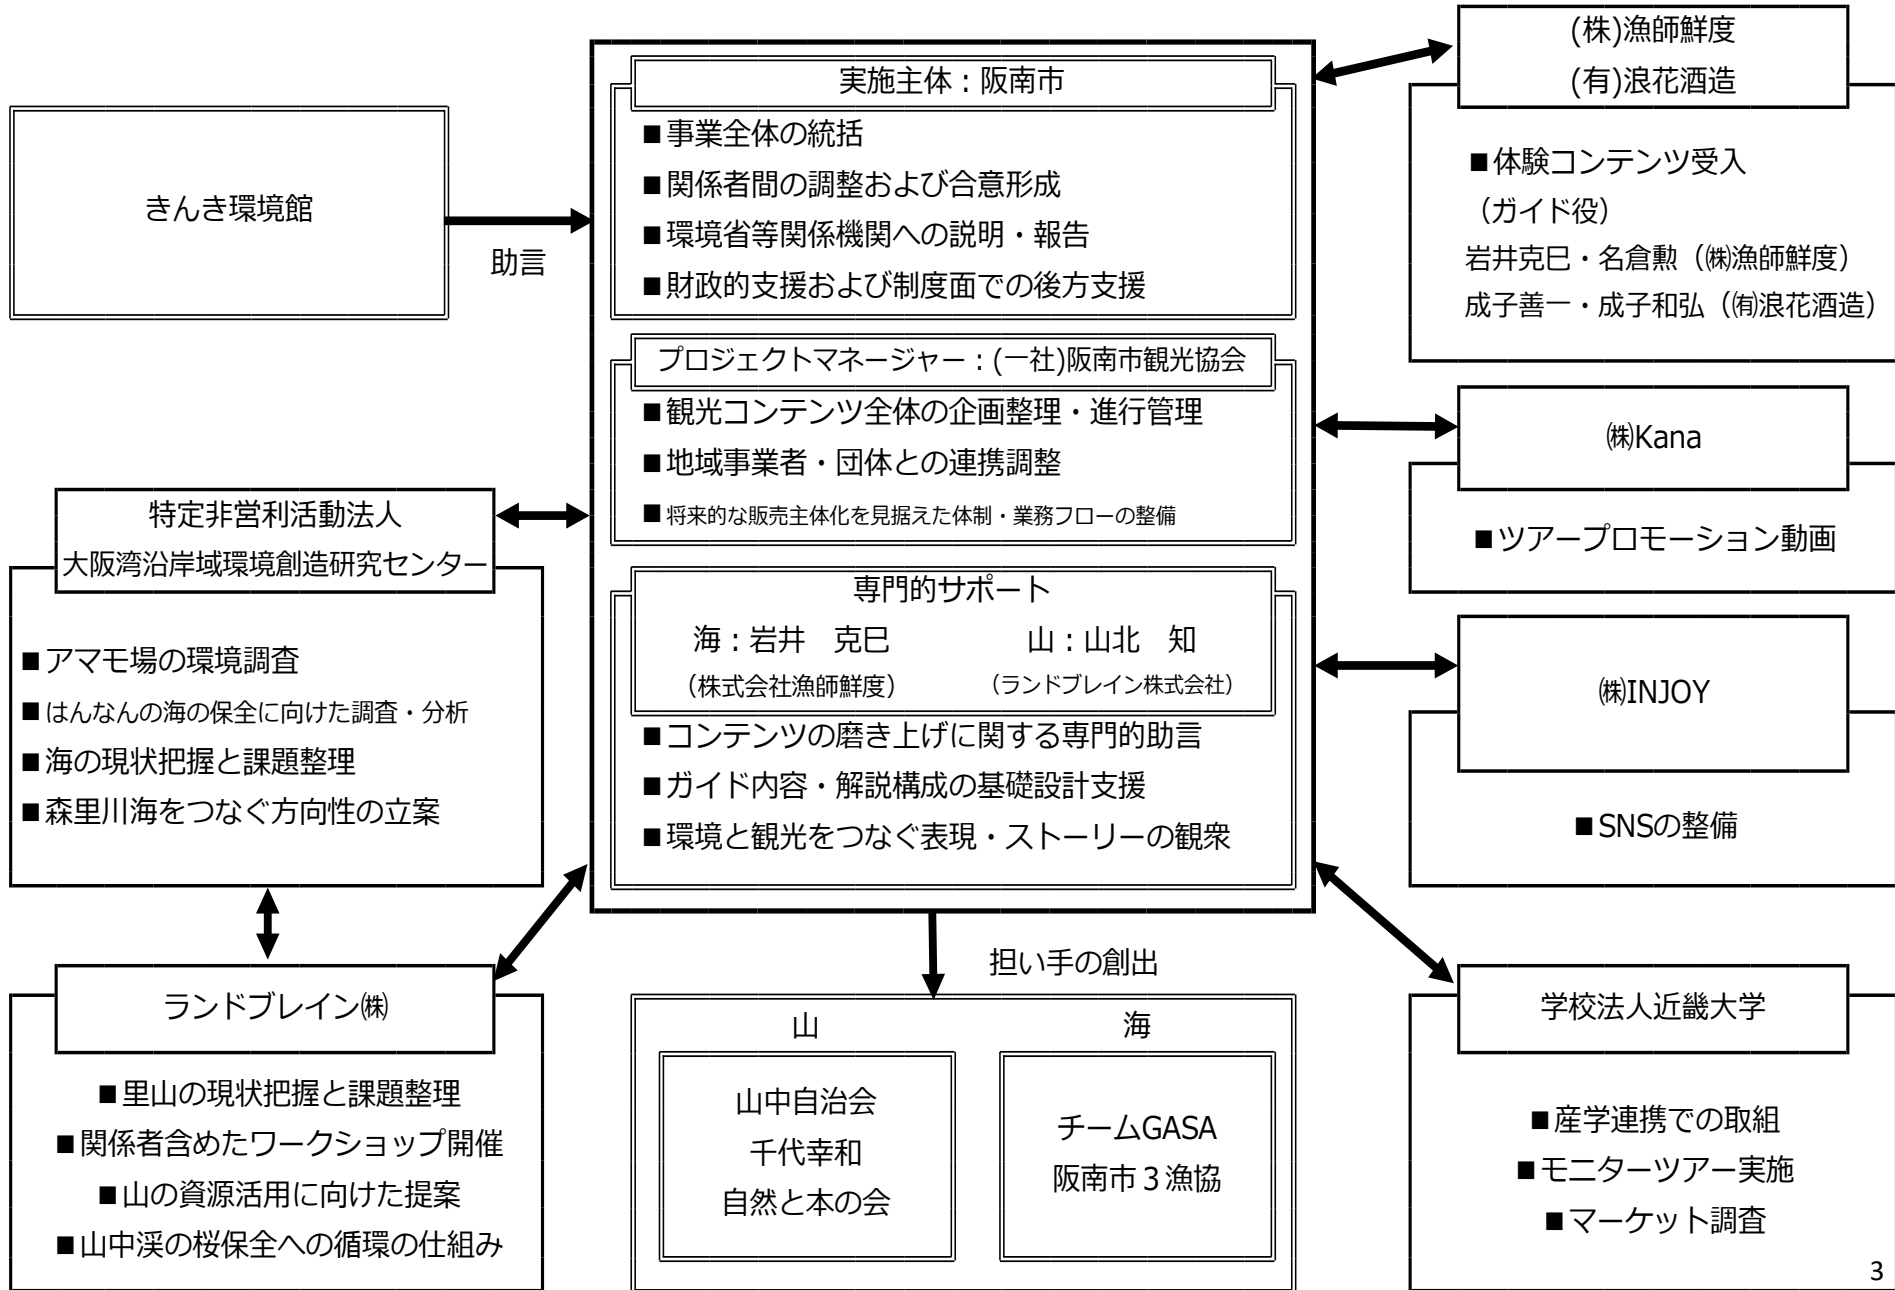 きんき環境館
助言
実施主体：阪南市
■事業全体の統括
■関係者間の調整および合意形成
■環境省等関係機関への説明・報告
■財政的支援および制度面での後方支援
プロジェクトマネージャー：(一社)阪南市観光協会
■観光コンテンツ全体の企画整理・進行管理
■地域事業者・団体との連携調整
■将来的な販売主体化を見据えた体制・業務フローの整備
専門的サポート
海：岩井　克巳　山：山北　知
（株式会社漁師鮮度）（ランドブレイン株式会社）
■コンテンツの磨き上げに関する専門的助言
■ガイド内容・解説構成の基礎設計支援
■環境と観光をつなぐ表現・ストーリーの観衆
特定非営利活動法人
大阪湾沿岸域環境創造研究センター
■アマモ場の環境調査
■はんなんの海の保全に向けた調査・分析
■海の現状把握と課題整理
■森里川海をつなぐ方向性の立案
ランドブレイン㈱
■里山の現状把握と課題整理
■関係者含めたワークショップ開催
■山の資源活用に向けた提案
■山中渓の桜保全への循環の仕組み
担い手の創出
山
山中自治会
千代幸和
自然と本の会
海
チームGASA
阪南市３漁協
(株)漁師鮮度
(有)浪花酒造
■体験コンテンツ受入
（ガイド役）
岩井克巳・名倉勲（㈱漁師鮮度）
成子善一・成子和弘（㈲浪花酒造）
㈱Kana
■ツアープロモーション動画
㈱INJOY
■SNSの整備
学校法人近畿大学
■産学連携での取組
■モニターツアー実施
■マーケット調査
3